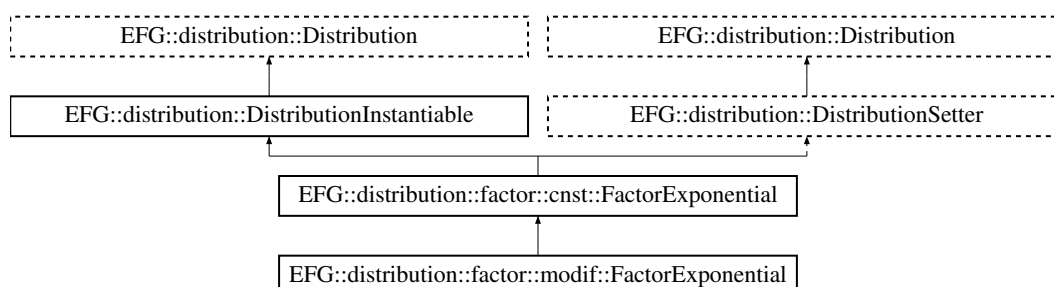 EFG::distribution::Distribution
EFG::distribution::Distribution
EFG::distribution::DistributionInstantiable
EFG::distribution::DistributionSetter
EFG::distribution::factor::cnst::FactorExponential
EFG::distribution::factor::modif::FactorExponential